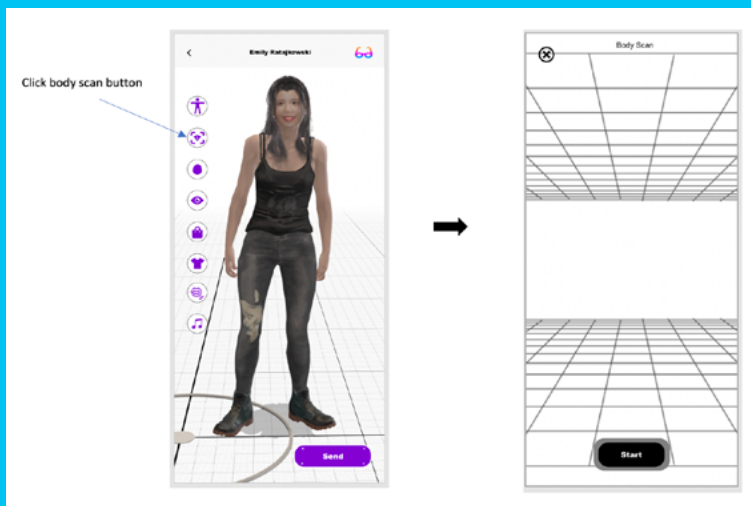 Emily Ratajkowski
Body Scan
Click body scan button
Send
Start